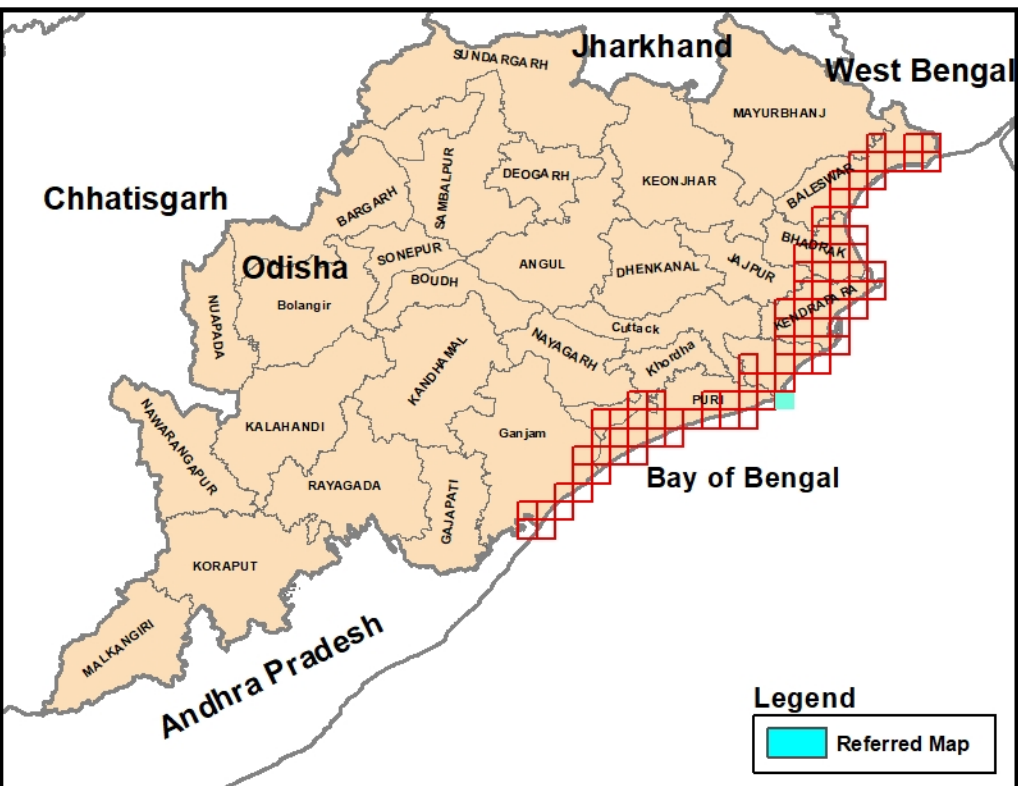 Jharkhand
SUNDARGARH
West Bengal
MAYURBHANJ
Chhatisgarh
SAMBALPUR
DEOGARH
KEONJHAR
BALESWAR
BARGARH
SONEPUR
BHADRAK
Odisha
ANGUL
DHENKANAL
JAJPUR
BOUDH
Bolangir
KENDRAPARA
NUAPADA
Cuttack
NAYAGARH
Khordha
KANDHAMAL
PURI
NAWARANGAPUR
KALAHANDI
Ganjam
Bay of Bengal
RAYAGADA
GAJAPATI
KORAPUT
MALKANGIRI
Andhra Pradesh
Legend
Referred Map